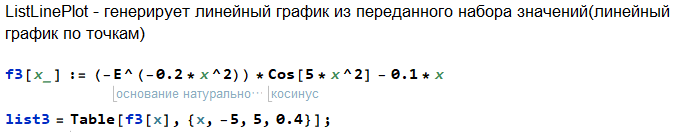 ListLinePlot - генерирует линейный график из переданного набора значений(линейный
график по точкам)
f3[x_] := (-E^(-0.2*x^2))*Cos[5*x^2]-0.1*x
основание натурально… косинус
list3 = Table[f3[x], {x, -5, 5, 0.4}];